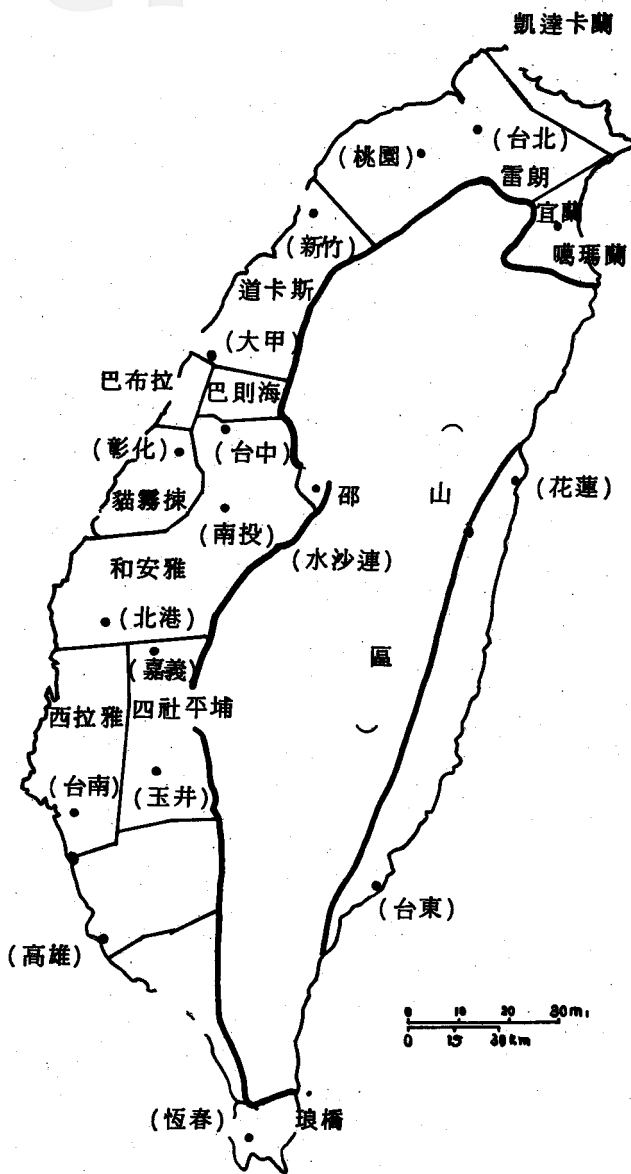 凱達卡蘭
(台北)
(桃園)
雷朗
宜蘭
(新竹)
噶瑪蘭
道卡斯
(大甲)
巴布拉
巴則海
(彰化)
(台中)
邵
山
(花蓮)
貓霧捒
(南投)
(水沙連)
和安雅
(北港)
(嘉義)
區
西拉雅
四社平埔
(台南)
(玉井)
(台東)
(高雄)
0 10 20 30mi
0 15 30km
(恆春)
琅橋